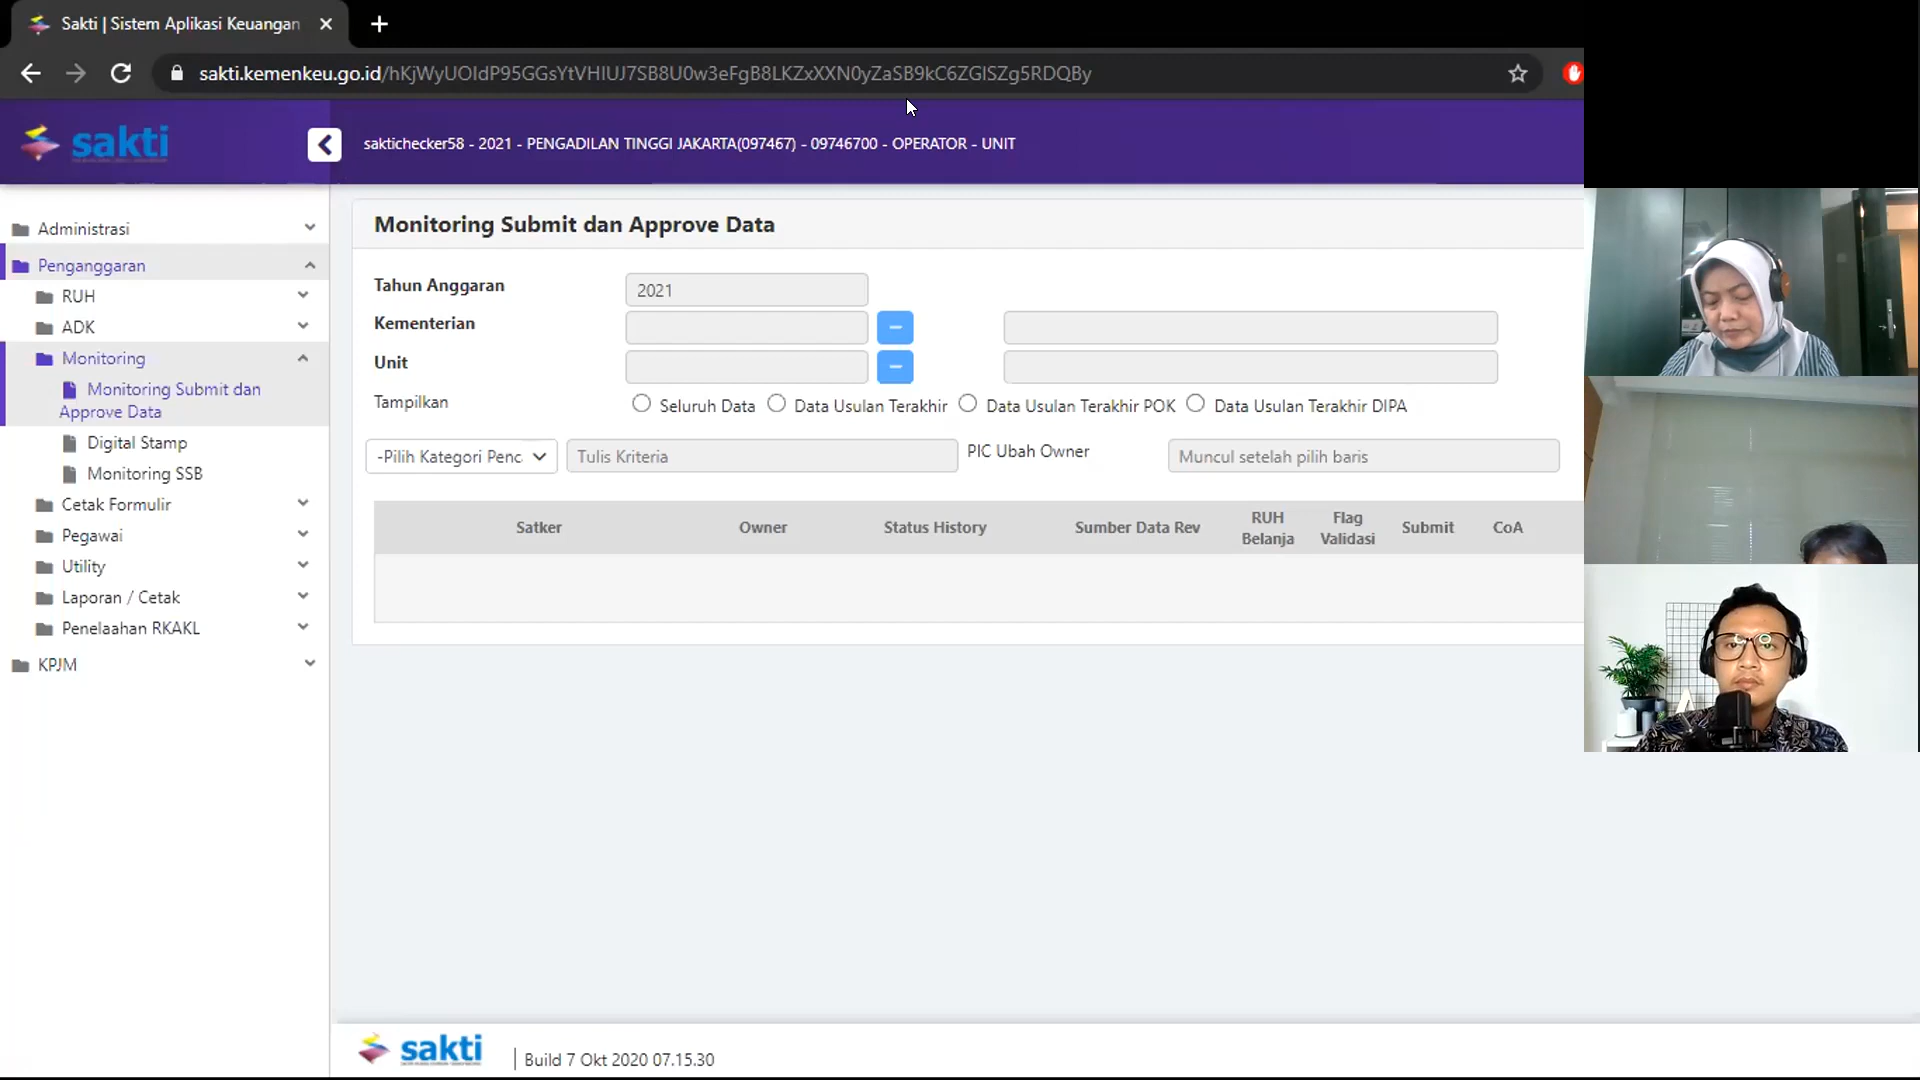 Sakti | Sistem Aplikasi Keuangan
sakti.kemenkeu.go.id/hKjWyUOIdP95GGsYtVHIUJ7SB8U0w3eFgB8LKZxXXN0yZaSB9kC6ZGlSZg5RDQBy
sakti
saktichecker58 - 2021 - PENGADILAN TINGGI JAKARTA(097467) - 09746700 - OPERATOR - UNIT
Administrasi
Penganggaran
RUH
ADK
Monitoring
Monitoring Submit dan
Approve Data
Digital Stamp
Monitoring SSB
Cetak Formulir
Pegawai
Utility
Laporan / Cetak
Penelaahan RKAKL
KPJM
Monitoring Submit dan Approve Data
Tahun Anggaran 2021
Kementerian
Unit
Tampilkan Seluruh Data Data Usulan Terakhir Data Usulan Terakhir POK Data Usulan Terakhir DIPA
-Pilih Kategori Penc Tulis Kriteria PIC Ubah Owner Muncul setelah pilih baris
Satker Owner Status History Sumber Data Rev RUH Belanja Flag Validasi Submit CoA
sakti | Build 7 Okt 2020 07.15.30